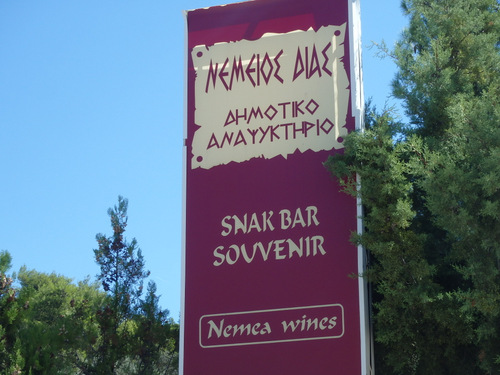 ΝΕΜΕΙΟΣ ΔΙΑΣ
ΔΗΜΟΤΙΚΟ
ΑΝΑΨΥΚΤΗΡΙΟ
SNAK BAR
SOUVENIR
Nemea wines